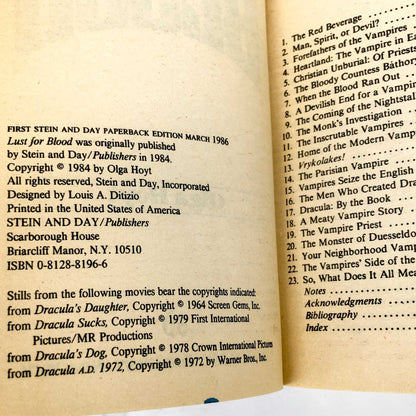 FIRST STEIN AND DAY PAPERBACK EDITION MARCH 1986
Lust for Blood was originally published
by Stein and Day/Publishers in 1984.
Copyright © 1984 by Olga Hoyt
All rights reserved, Stein and Day, Incorporated
Designed by Louis A. Ditizio
Printed in the United States of America
STEIN AND DAY/Publishers
Scarborough House
Briarcliff Manor, N.Y. 10510
ISBN 0-8128-8196-6
Stills from the following movies bear the copyrights indicated:
from Dracula's Daughter, Copyright © 1964 Screen Gems, Inc.
from Dracula Sucks, Copyright © 1979 First International
Pictures/MR Productions
from Dracula's Dog, Copyright © 1978 Crown International Pictures
from Dracula A.D. 1972, Copyright © 1972 by Warner Bros., Inc.
1. The Red Beverage
2. Man, Spirit, or Devil?
3. Forefathers of the Vampires
4. Heartland: The Vampire in Ea
5. Christian Unburial: Of Priests
6. The Bloody Countess Báthory
7. When the Blood Ran Out
8. A Devilish End for a Vampire
9. The Coming of the Nightstal
10. The Monk's Investigation
11. The Inscrutable Vampires
12. Home of the Modern Vampi
13. Vrykolakes!
14. The Parisian Vampire
15. Vampires Seize the English
16. The Men Who Created Dra
17. Dracula: By the Book
18. A Meaty Vampire Story
19. The Vampire Priest
20. The Monster of Duesseldo
21. Your Neighborhood Vampi
22. The Vampires' Side of the
23. So, What Does It All Mea
Notes
Acknowledgments
Bibliography
Index